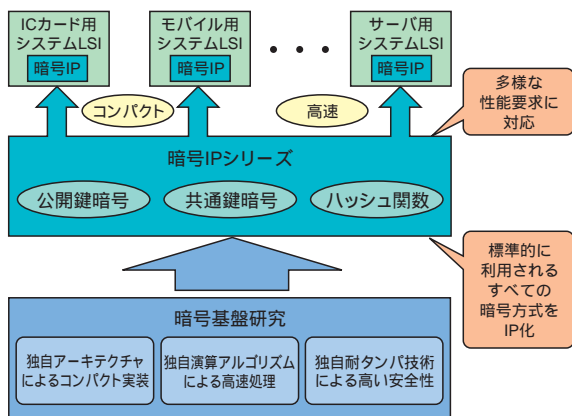 ICカード用
システムLSI
暗号IP
モバイル用
システムLSI
暗号IP
・・・
サーバ用
システムLSI
暗号IP
コンパクト
高速
多様な
性能要求に
対応
暗号IPシリーズ
公開鍵暗号
共通鍵暗号
ハッシュ関数
標準的に
利用される
すべての
暗号方式を
IP化
暗号基盤研究
独自アーキテクチャ
によるコンパクト実装
独自演算アルゴリズム
による高速処理
独自耐タンパ技術
による高い安全性